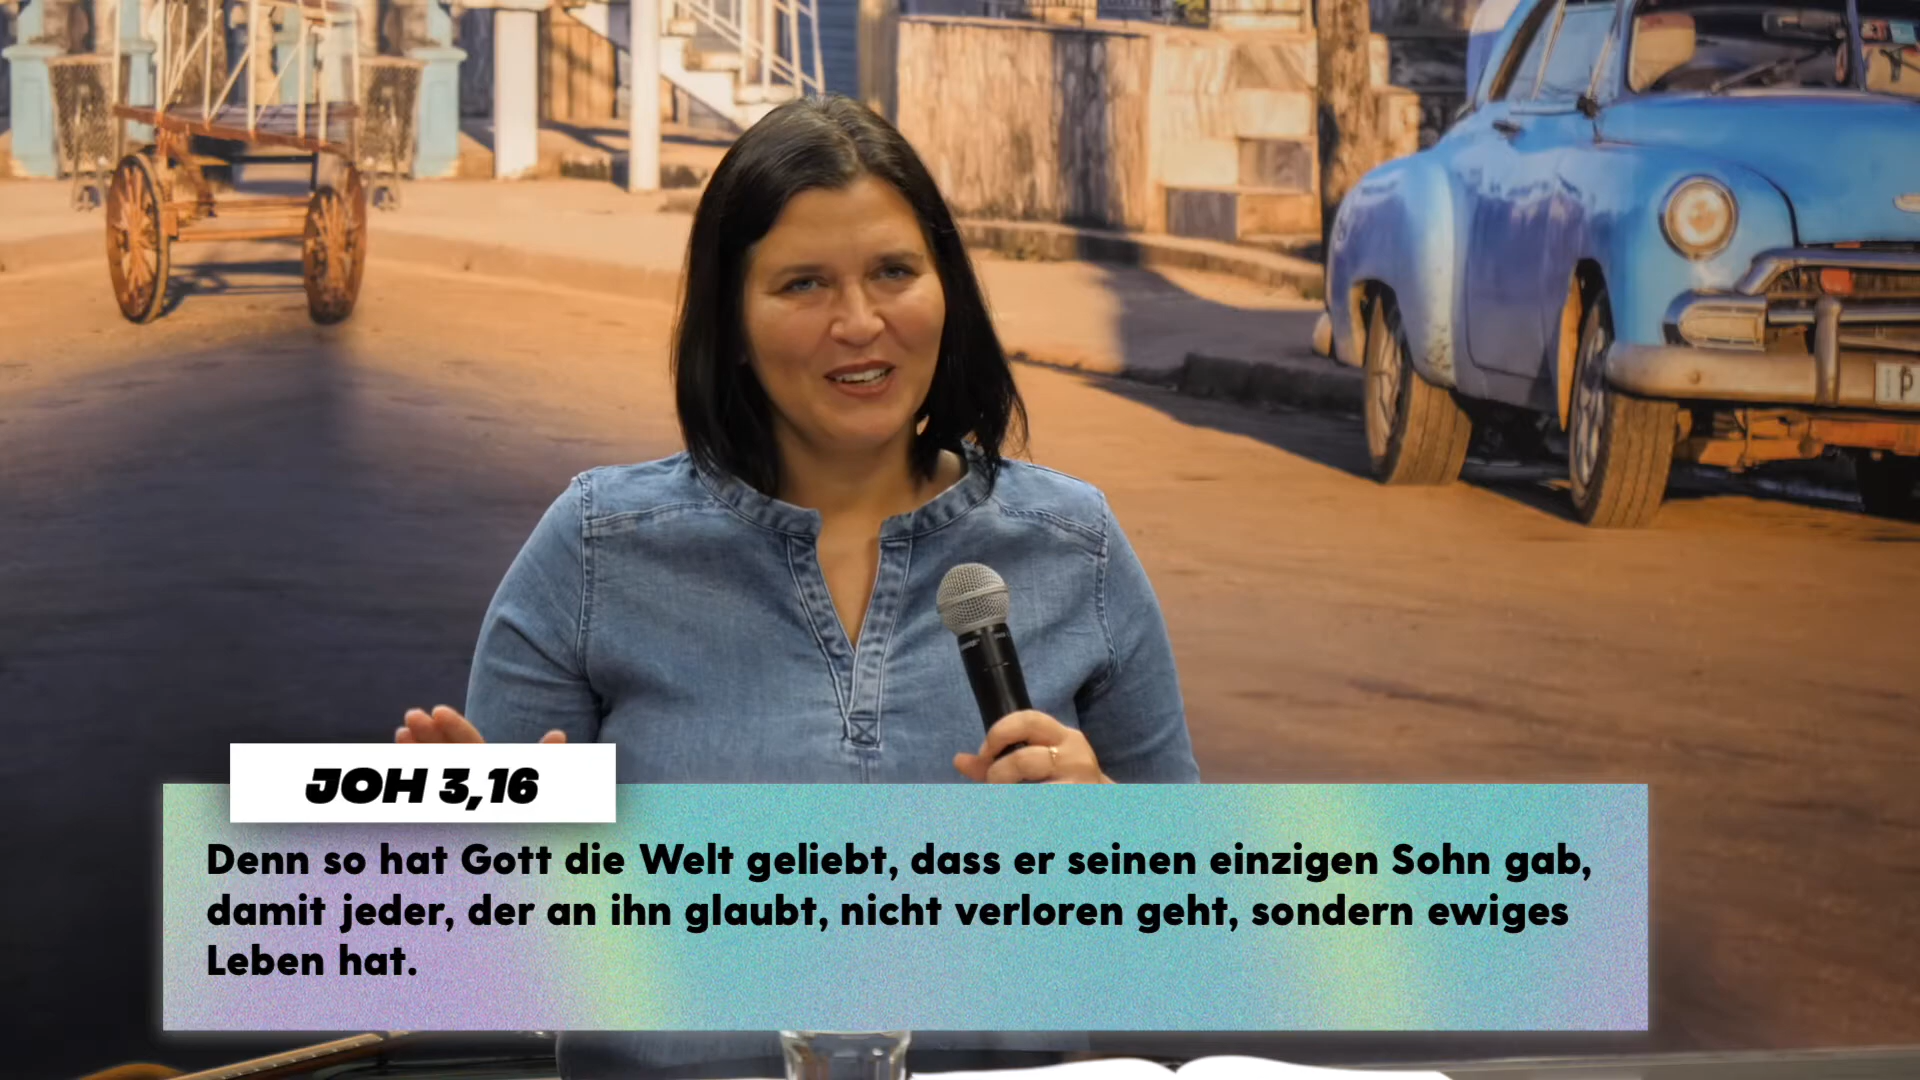 JOH 3,16
Denn so hat Gott die Welt geliebt, dass er seinen einzigen Sohn gab,
damit jeder, der an ihn glaubt, nicht verloren geht, sondern ewiges
Leben hat.